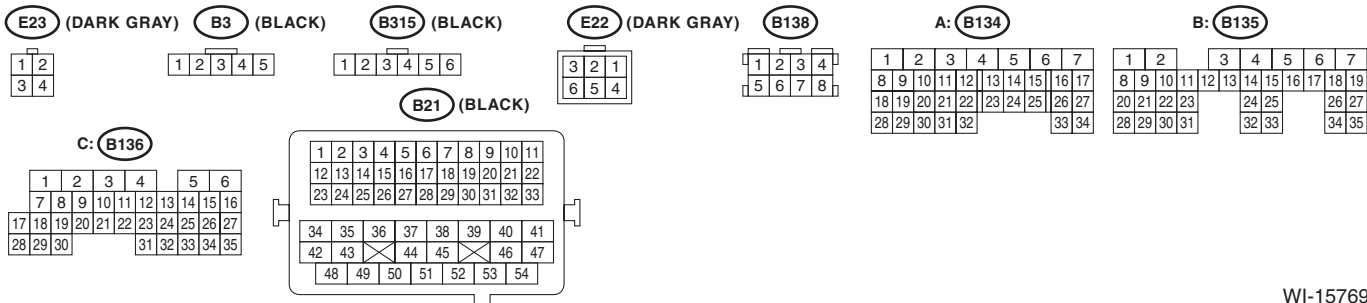 E23 (DARK GRAY) B3 (BLACK) B315 (BLACK) E22 (DARK GRAY) B138 A: B134 B: B135
1 2
3 4
1 2 3 4 5
1 2 3 4 5 6
3 2 1
6 5 4
1 2 3 4
5 6 7 8
1 2 3 4 5 6 7
8 9 10 11 12 13 14 15 16 17
18 19 20 21 22 23 24 25 26 27
28 29 30 31 32 33 34
1 2 3 4 5 6 7
8 9 10 11 12 13 14 15 16 17 18 19
20 21 22 23 24 25 26 27
28 29 30 31 32 33 34 35
B21 (BLACK)
1 2 3 4 5 6 7 8 9 10 11
12 13 14 15 16 17 18 19 20 21 22
23 24 25 26 27 28 29 30 31 32 33
34 35 36 37 38 39 40 41
42 43 44 45 46 47
48 49 50 51 52 53 54
C: B136
1 2 3 4 5 6
7 8 9 10 11 12 13 14 15 16
17 18 19 20 21 22 23 24 25 26 27
28 29 30 31 32 33 34 35
WI-15769